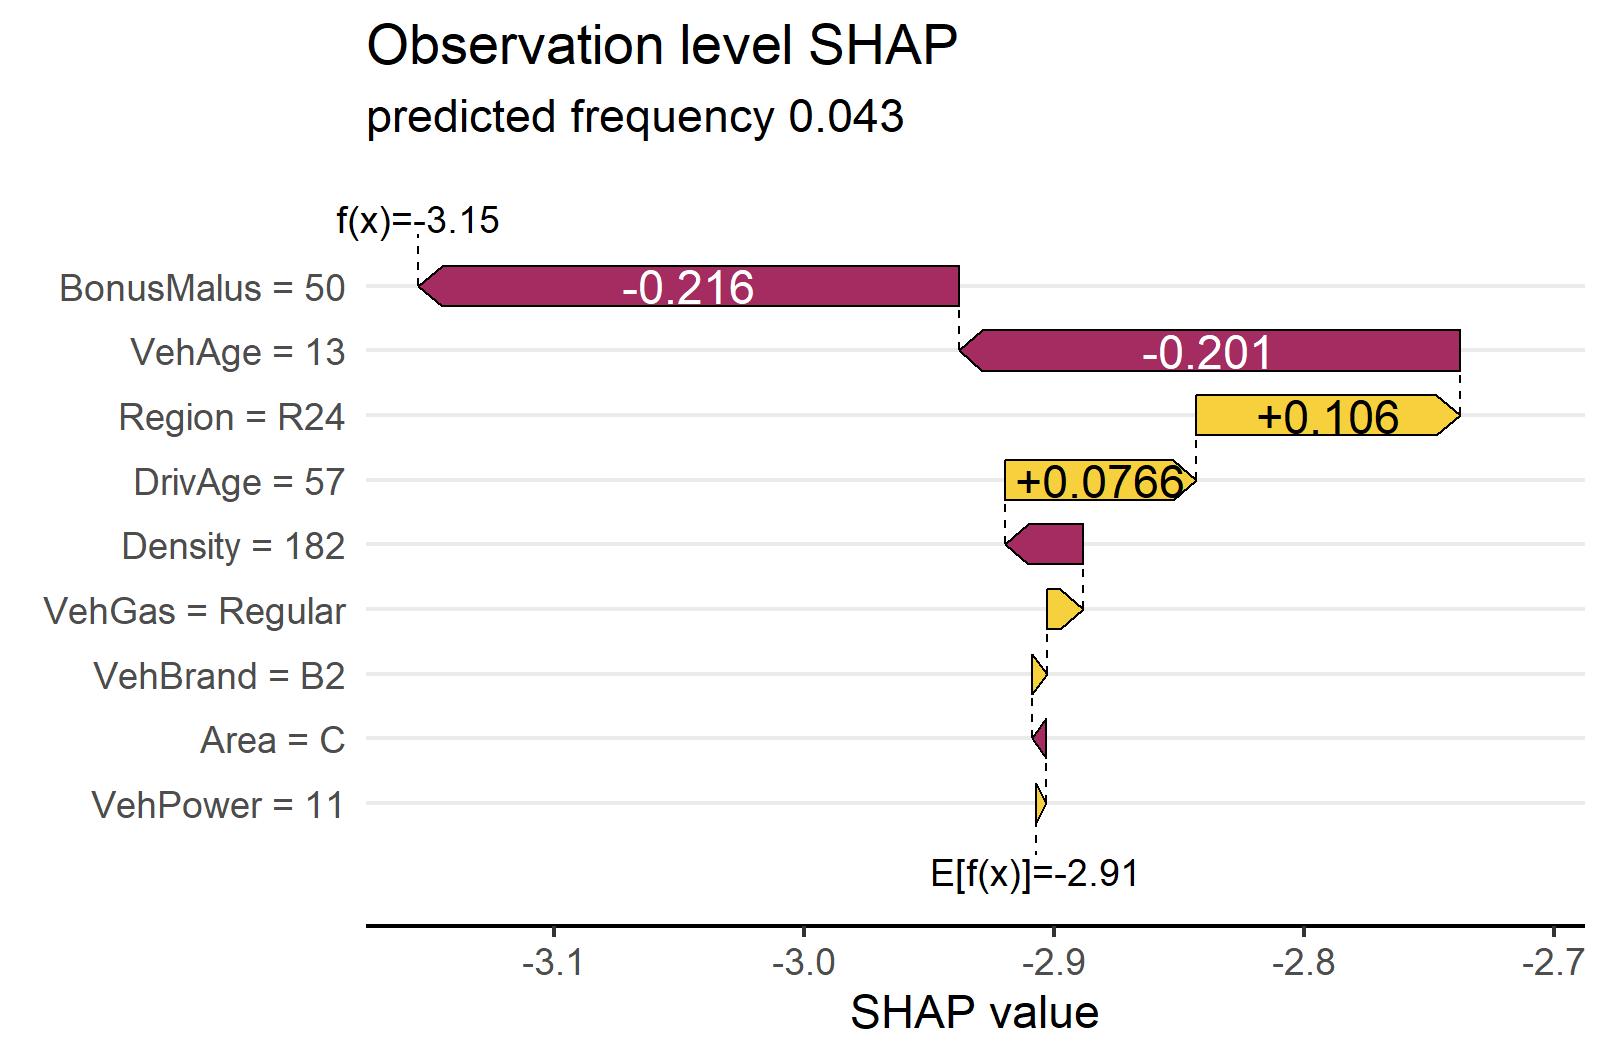 Observation level SHAP
predicted frequency 0.043
f(x)=-3.15
BonusMalus = 50
-0.216
VehAge = 13
-0.201
Region = R24
+0.106
DrivAge = 57
+0.0766
Density = 182
VehGas = Regular
VehBrand = B2
Area = C
VehPower = 11
E[f(x)]=-2.91
-3.1 -3.0 -2.9 -2.8 -2.7
SHAP value